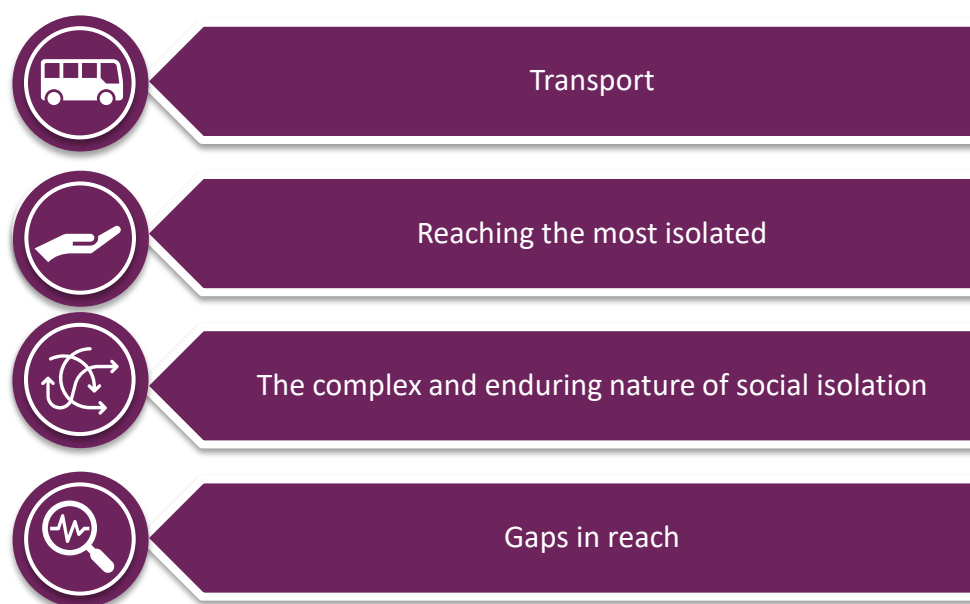 Transport
Reaching the most isolated
The complex and enduring nature of social isolation
Gaps in reach